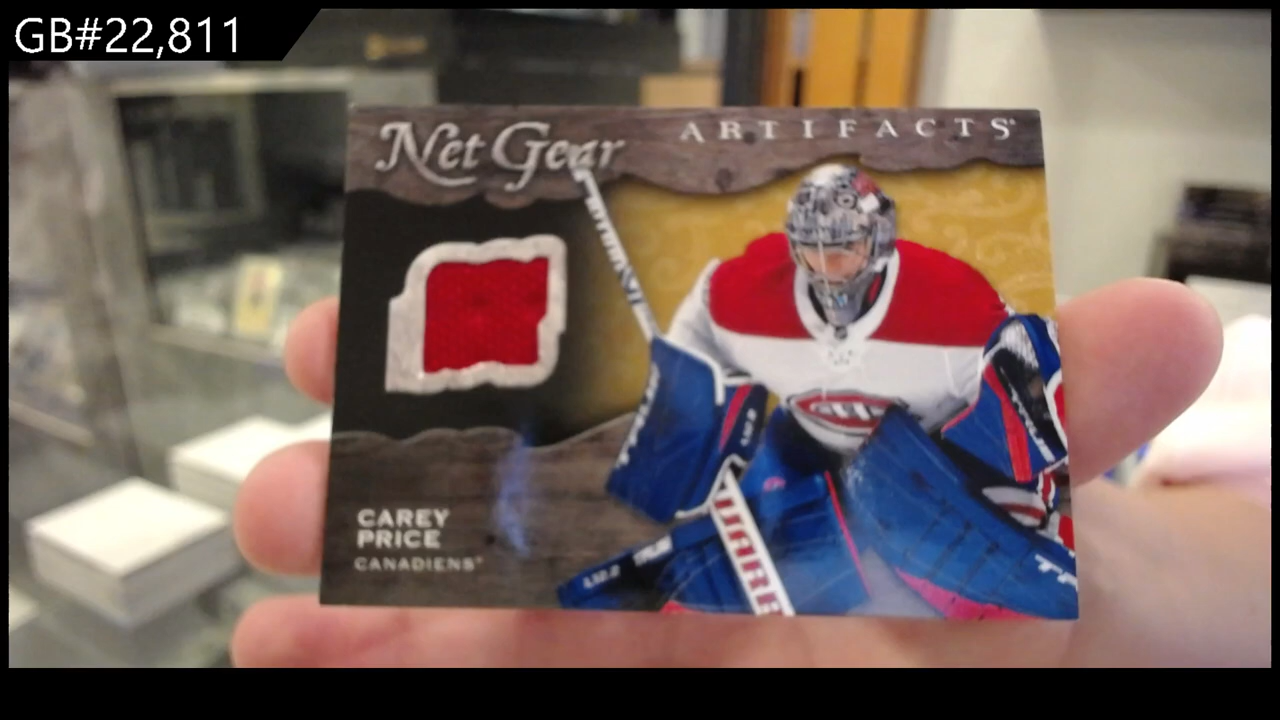 GB#22,811
Net Gear
ARTIFACTS
CAREY
PRICE
CANADIENS